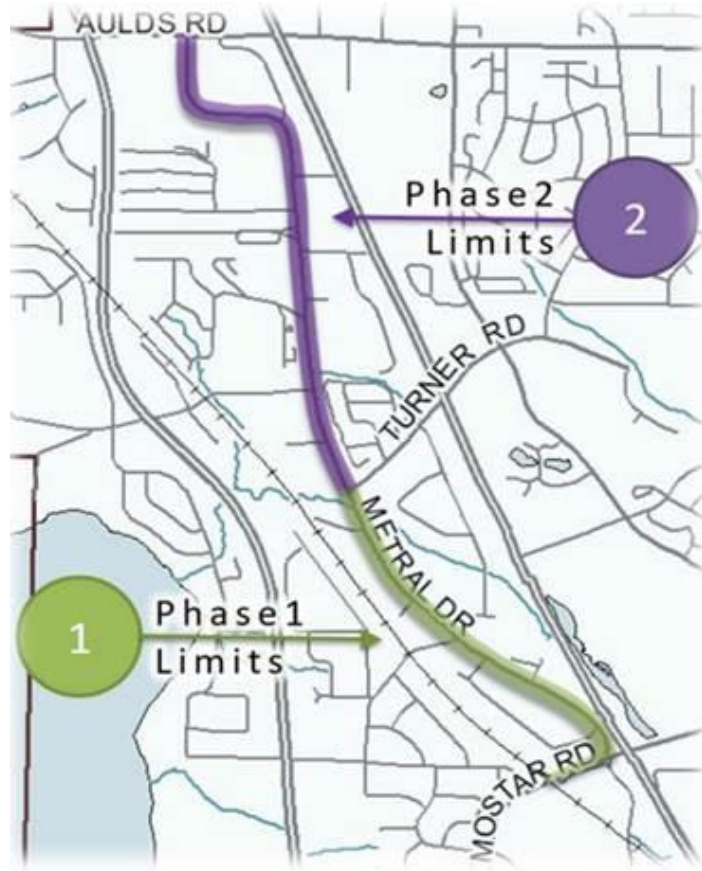 AULDS RD
Phase2
Limits
2
TURNER RD
METRAL DR
1
Phase1
Limits
MOSTAR RD